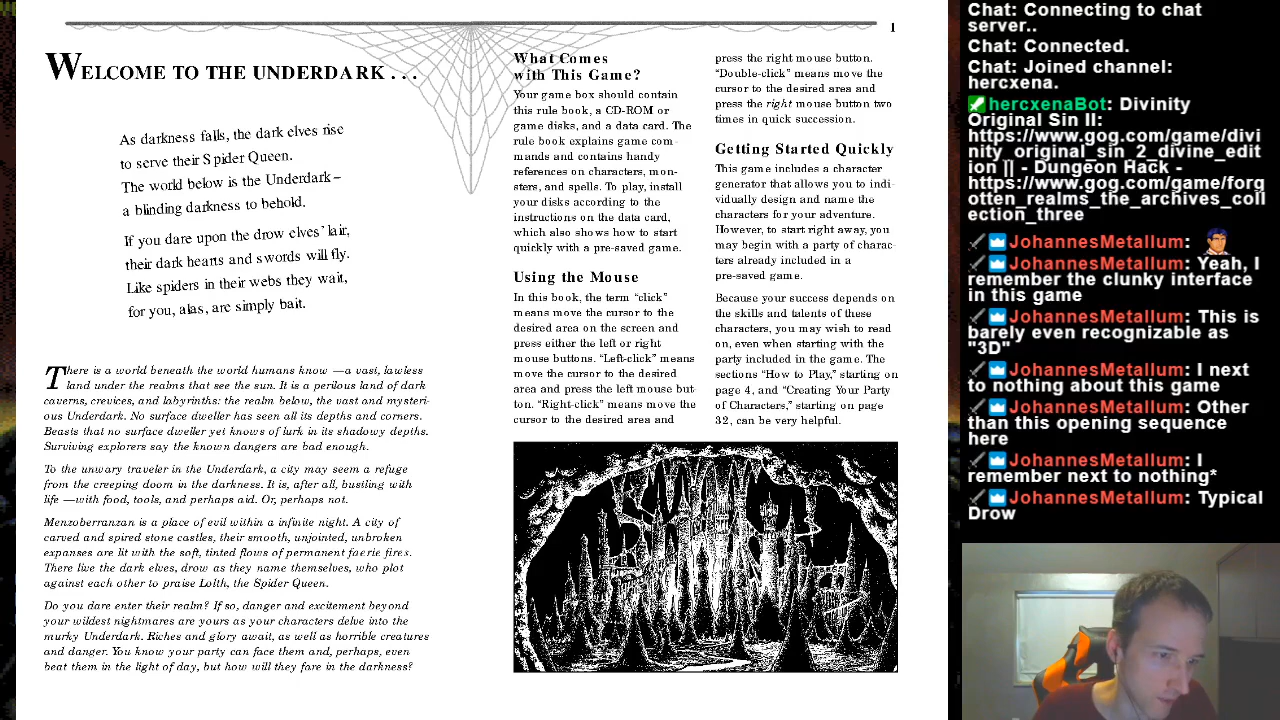 1
WELCOME TO THE UNDERDARK . . .
As darkness falls, the dark elves rise
to serve their Spider Queen.
The world below is the Underdark–
a blinding darkness to behold.
If you dare upon the drow elves’ lair,
their dark hearts and swords will fly.
Like spiders in their webs they wait,
for you, alas, are simply bait.
There is a world beneath the world humans know —a vast, lawless
land under the realms that see the sun. It is a perilous land of dark
caverns, crevices, and labyrinths: the realm below, the vast and mysteri-
ous Underdark. No surface dweller has seen all its depths and corners.
Beasts that no surface dweller yet knows of lurk in its shadowy depths.
Surviving explorers say the known dangers are bad enough.
To the unwary traveler in the Underdark, a city may seem a refuge
from the creeping doom in the darkness. It is, after all, bustling with
life —with food, tools, and perhaps aid. Or, perhaps not.
Menzoberranzan is a place of evil within a infinite night. A city of
carved and spired stone castles, their smooth, unjointed, unbroken
expanses are lit with the soft, tinted flows of permanent faerie fires.
There live the dark elves, drow as they name themselves, who plot
against each other to praise Lolth, the Spider Queen.
Do you dare enter their realm? If so, danger and excitement beyond
your wildest nightmares are yours as your characters delve into the
murky Underdark. Riches and glory await, as well as horrible creatures
and danger. You know your party can face them and, perhaps, even
beat them in the light of day, but how will they fare in the darkness?
What Comes
with This Game?
Your game box should contain
this rule book, a CD-ROM or
game disks, and a data card. The
rule book explains game com-
mands and contains handy
references on characters, mon-
sters, and spells. To play, install
your disks according to the
instructions on the data card,
which also shows how to start
quickly with a pre-saved game.
Using the Mouse
In this book, the term “click”
means move the cursor to the
desired area on the screen and
press either the left or right
mouse buttons. “Left-click” means
move the cursor to the desired
area and press the left mouse but-
ton. “Right-click” means move the
cursor to the desired area and
press the right mouse button.
“Double-click” means move the
cursor to the desired area and
press the right mouse button two
times in quick succession.
Getting Started Quickly
This game includes a character
generator that allows you to indi-
vidually design and name the
characters for your adventure.
However, to start right away, you
may begin with a party of charac-
ters already included in a
pre-saved game.
Because your success depends on
the skills and talents of these
characters, you may wish to read
on, even when starting with the
party included in the game. The
sections “How to Play,” starting on
page 4, and “Creating Your Party
of Characters,” starting on page
32, can be very helpful.
Chat: Connecting to chat
server..
Chat: Connected.
Chat: Joined channel:
hercxena.
hercxenaBot: Divinity
Original Sin II:
https://www.gog.com/game/divi
nity_original_sin_2_divine_edit
ion || - Dungeon Hack -
https://www.gog.com/game/forg
otten_realms_the_archives_coll
ection_three
JohannesMetallum:
JohannesMetallum: Yeah, I
remember the clunky interface
in this game
JohannesMetallum: This is
barely even recognizable as
"3D"
JohannesMetallum: I next
to nothing about this game
JohannesMetallum: Other
than this opening sequence
here
JohannesMetallum: I
remember next to nothing*
JohannesMetallum: Typical
Drow